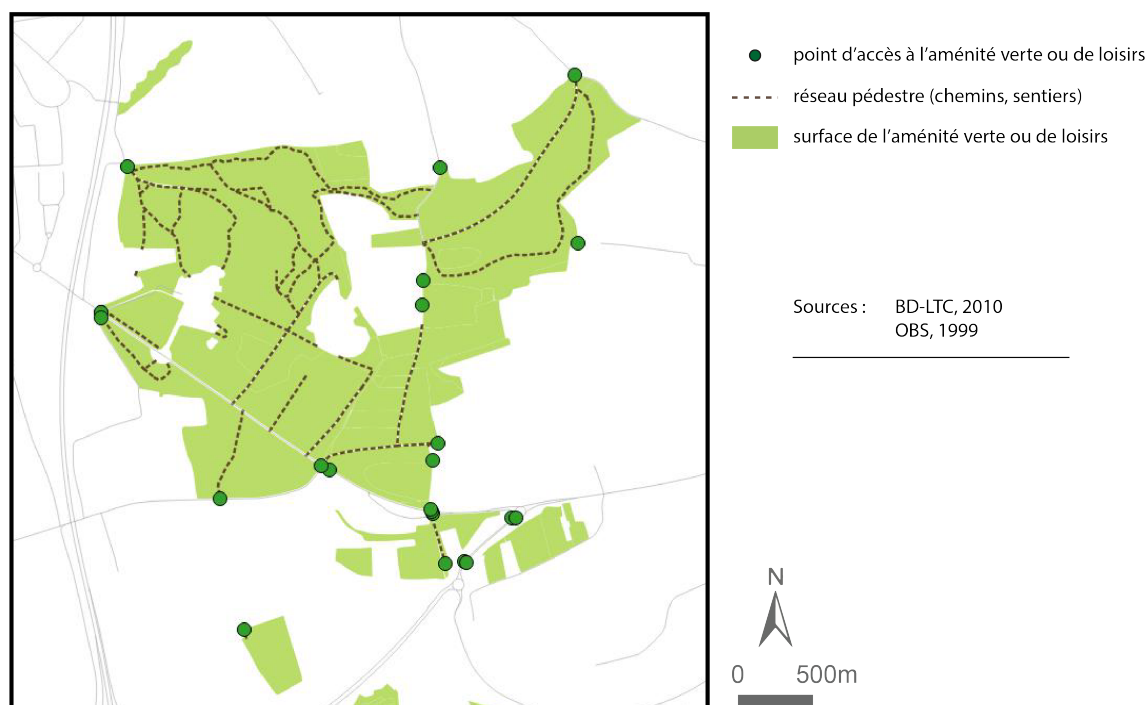 point d'accès à l'aménité verte ou de loisirs
réseau pédestre (chemins, sentiers)
surface de l'aménité verte ou de loisirs
Sources : BD-LTC, 2010
OBS, 1999
N
0 500m